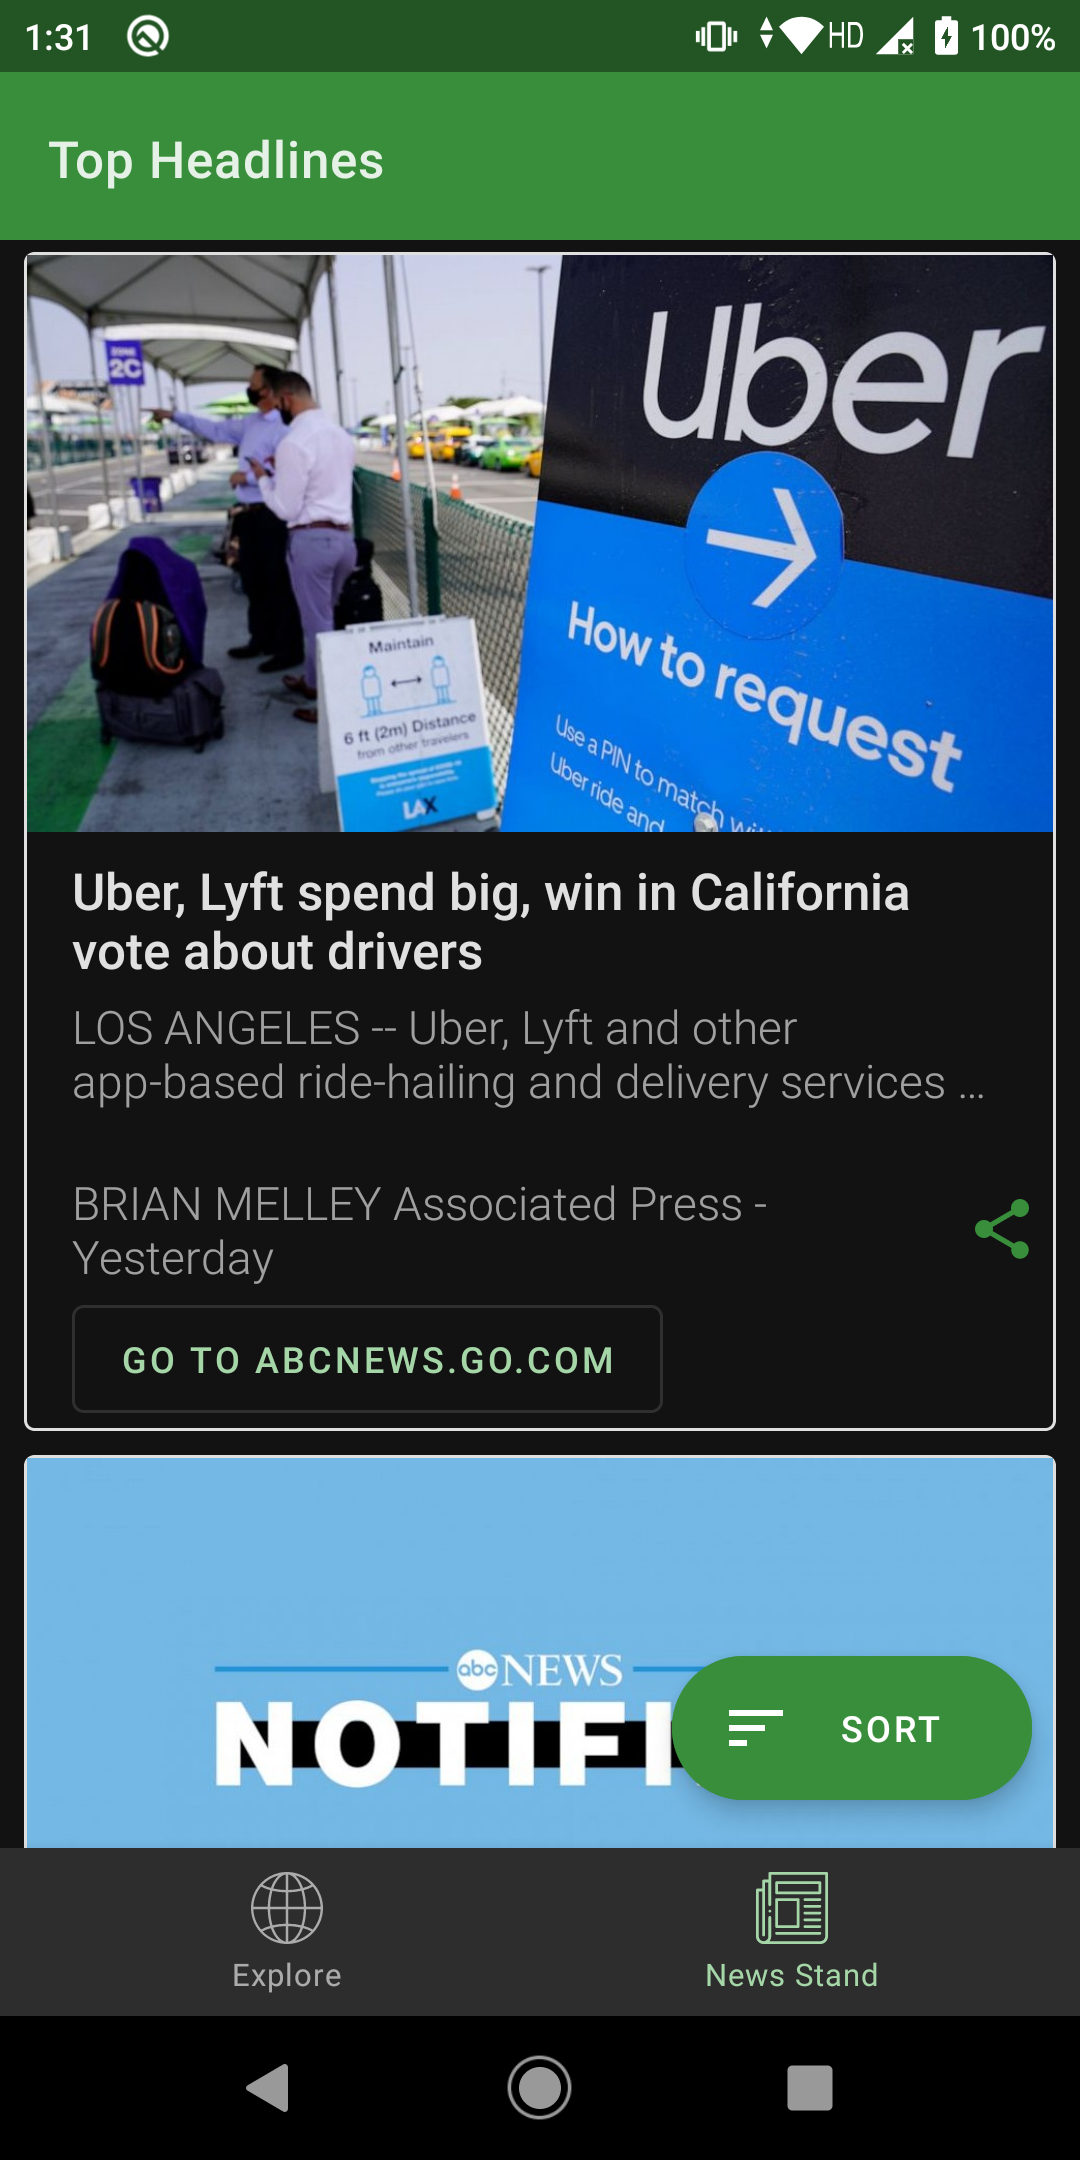 1:31
HD
100%
Top Headlines
ZONE
2C
Uber
How to request
Use a PIN to match
Uber ride and
Maintain
6 ft (2m) Distance
from other travelers
LAX
Uber, Lyft spend big, win in California
vote about drivers
LOS ANGELES -- Uber, Lyft and other
app-based ride-hailing and delivery services ...
BRIAN MELLEY Associated Press -
Yesterday
GO TO ABCNEWS.GO.COM
abc NEWS
NOTIFI
SORT
Explore
News Stand